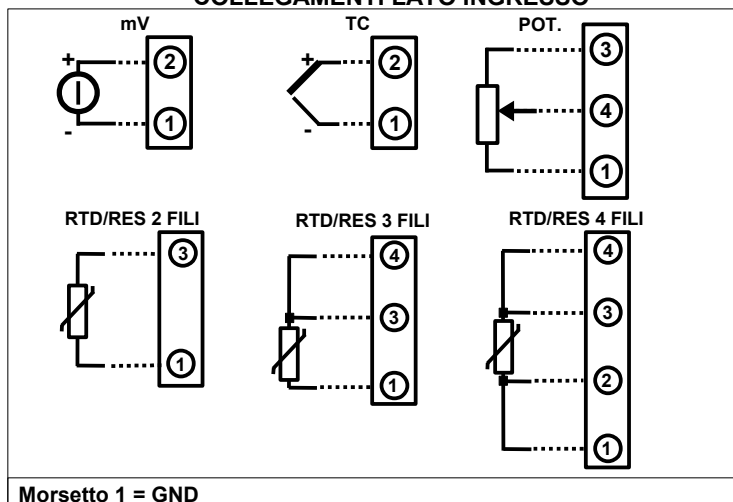 COLLEGAMENTI LATO INGRESSO
mV
+
-
2
1
TC
+
-
2
1
POT.
3
4
1
RTD/RES 2 FILI
3
1
RTD/RES 3 FILI
4
3
1
RTD/RES 4 FILI
4
3
2
1
Morsetto 1 = GND